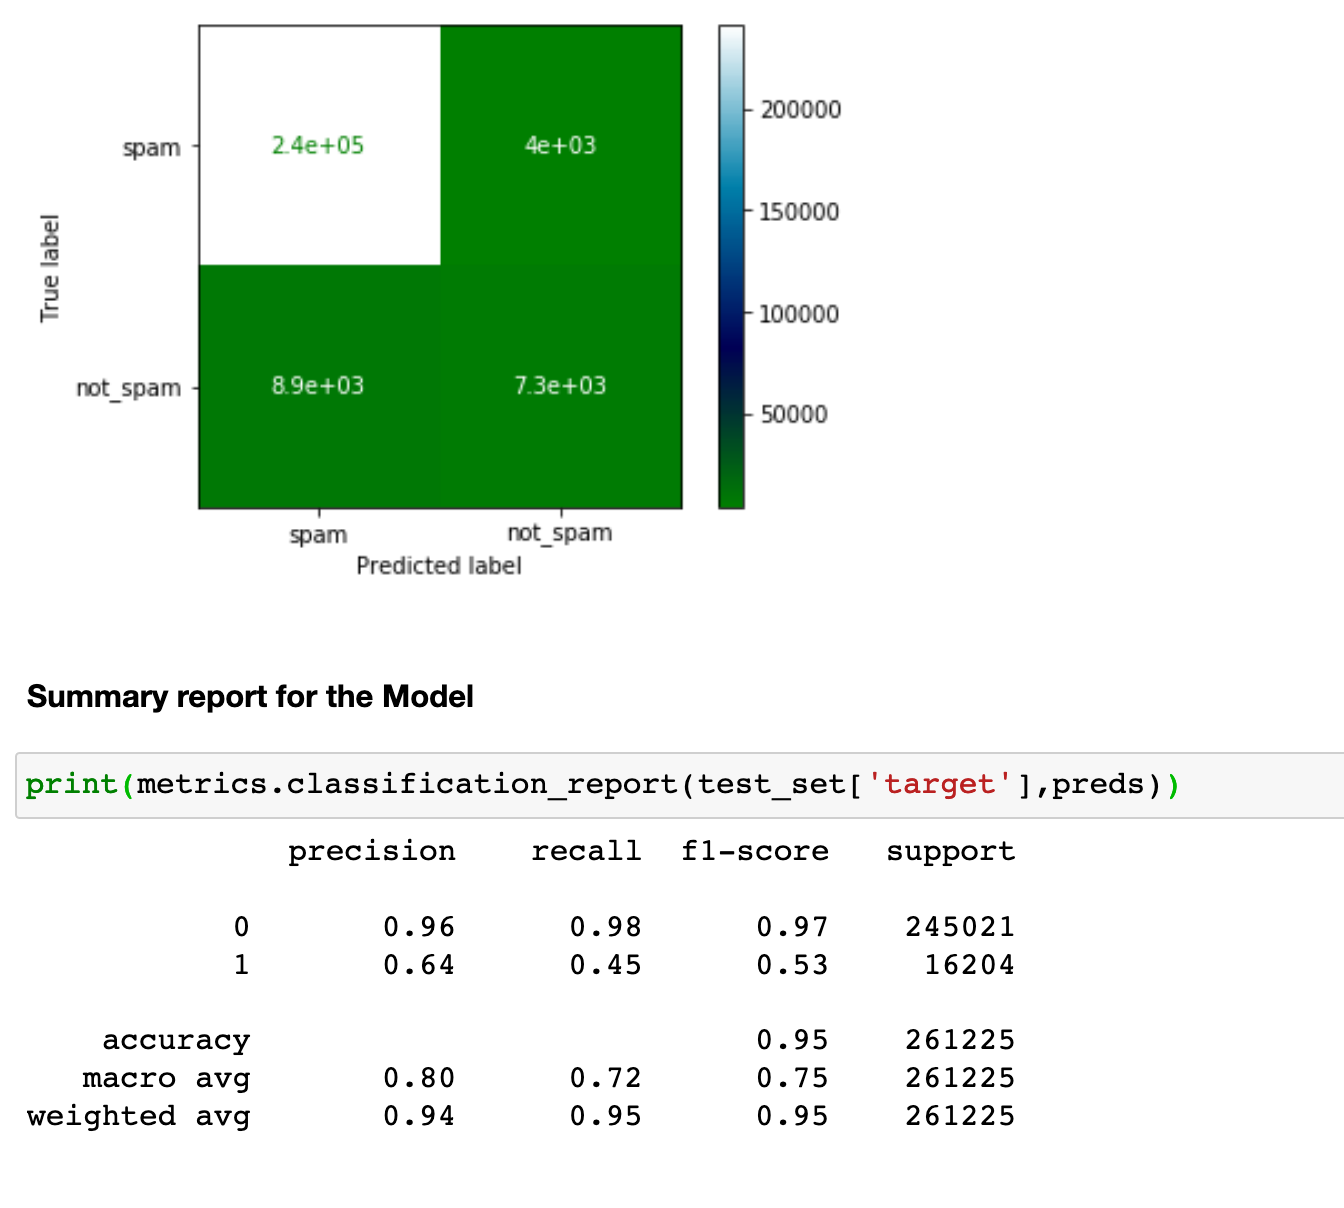 200000
spam
2.4e+05
4e+03
150000
True label
100000
not_spam
8.9e+03
7.3e+03
50000
spam
not_spam
Predicted label
Summary report for the Model
print(metrics.classification_report(test_set['target'],preds))
precision recall f1-score support
0 0.96 0.98 0.97 245021
1 0.64 0.45 0.53 16204
accuracy 0.95 261225
macro avg 0.80 0.72 0.75 261225
weighted avg 0.94 0.95 0.95 261225